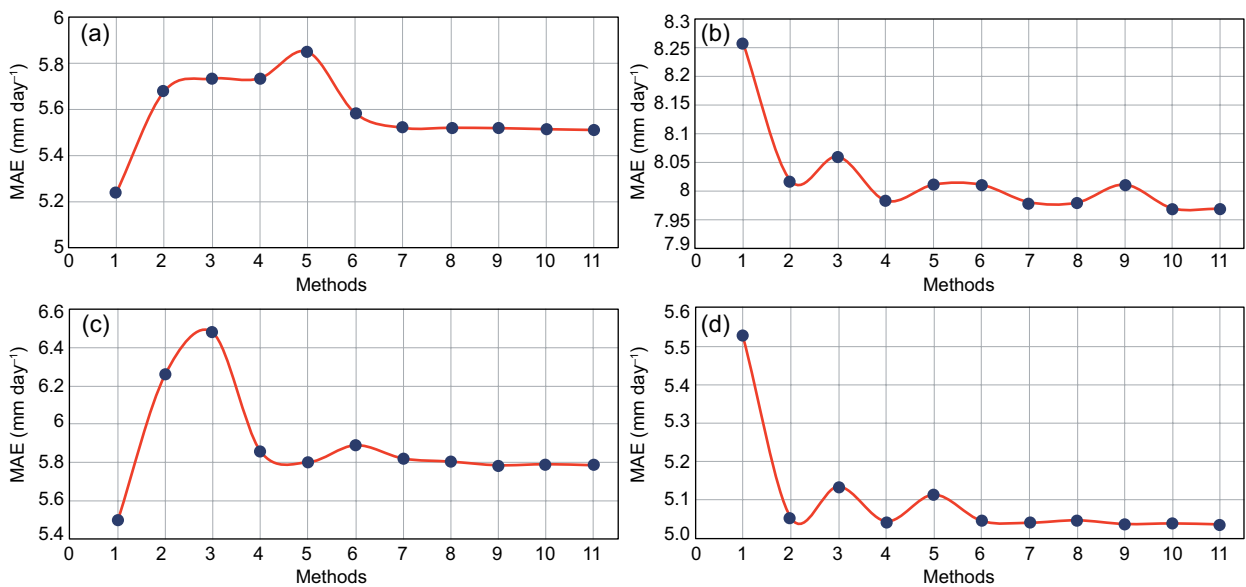 (a)
MAE (mm day⁻¹)
6
5.8
5.6
5.4
5.2
5
0 1 2 3 4 5 6 7 8 9 10 11
Methods
(b)
MAE (mm day⁻¹)
8.3
8.25
8.2
8.15
8.1
8.05
8
7.95
7.9
0 1 2 3 4 5 6 7 8 9 10 11
Methods
(c)
MAE (mm day⁻¹)
6.6
6.4
6.2
6
5.8
5.6
5.4
0 1 2 3 4 5 6 7 8 9 10 11
Methods
(d)
MAE (mm day⁻¹)
5.6
5.5
5.4
5.3
5.2
5.1
5.0
0 1 2 3 4 5 6 7 8 9 10 11
Methods